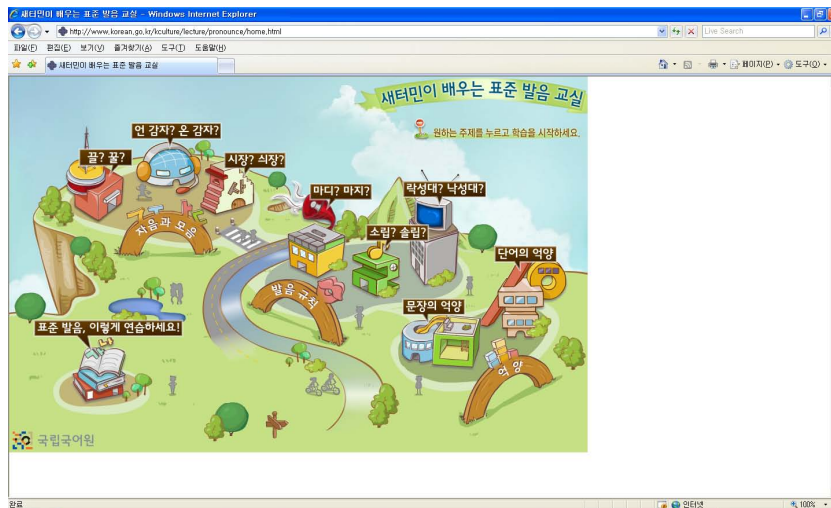 새터민이 배우는 표준 발음 교실 - Windows Internet Explorer
http://www.korean.go.kr/kculture/lecture/pronounce/home.html
Live Search
파일(F) 편집(E) 보기(V) 즐겨찾기(A) 도구(T) 도움말(H)
새터민이 배우는 표준 발음 교실
페이지(P) 도구(O)
새터민이 배우는 표준 발음 교실
원하는 주제를 누르고 학습을 시작하세요.
언 감자? 온 감자?
끌? 꿀?
시장? 싀장?
자음과 모음
마디? 마지?
락성대? 낙성대?
소립? 솔립?
발음 규칙
단어의 억양
문장의 억양
억양
표준 발음, 이렇게 연습하세요!
국립국어원
완료
인터넷
100%